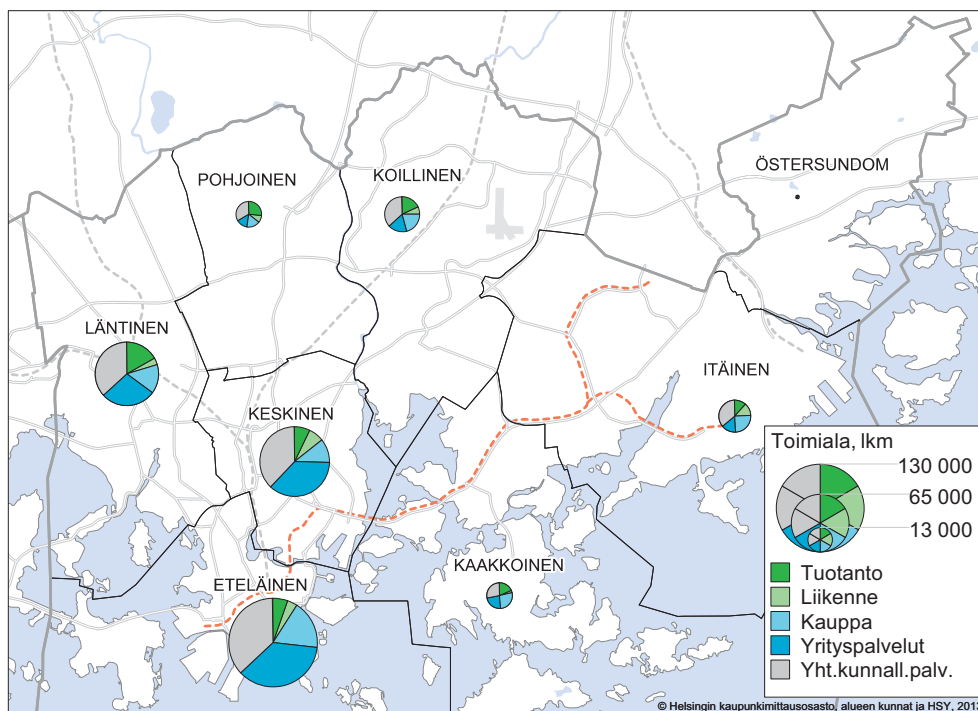 POHJOINEN
KOILLINEN
ÖSTERSUNDOM
LÄNTINEN
ITÄINEN
KESKINEN
KAAKKOINEN
ETELÄINEN
Toimiala, lkm
130 000
65 000
13 000
Tuotanto
Liikenne
Kauppa
Yrityspalvelut
Yht.kunnall.palv.
© Helsingin kaupunkimittausosasto, alueen kunnat ja HSY,